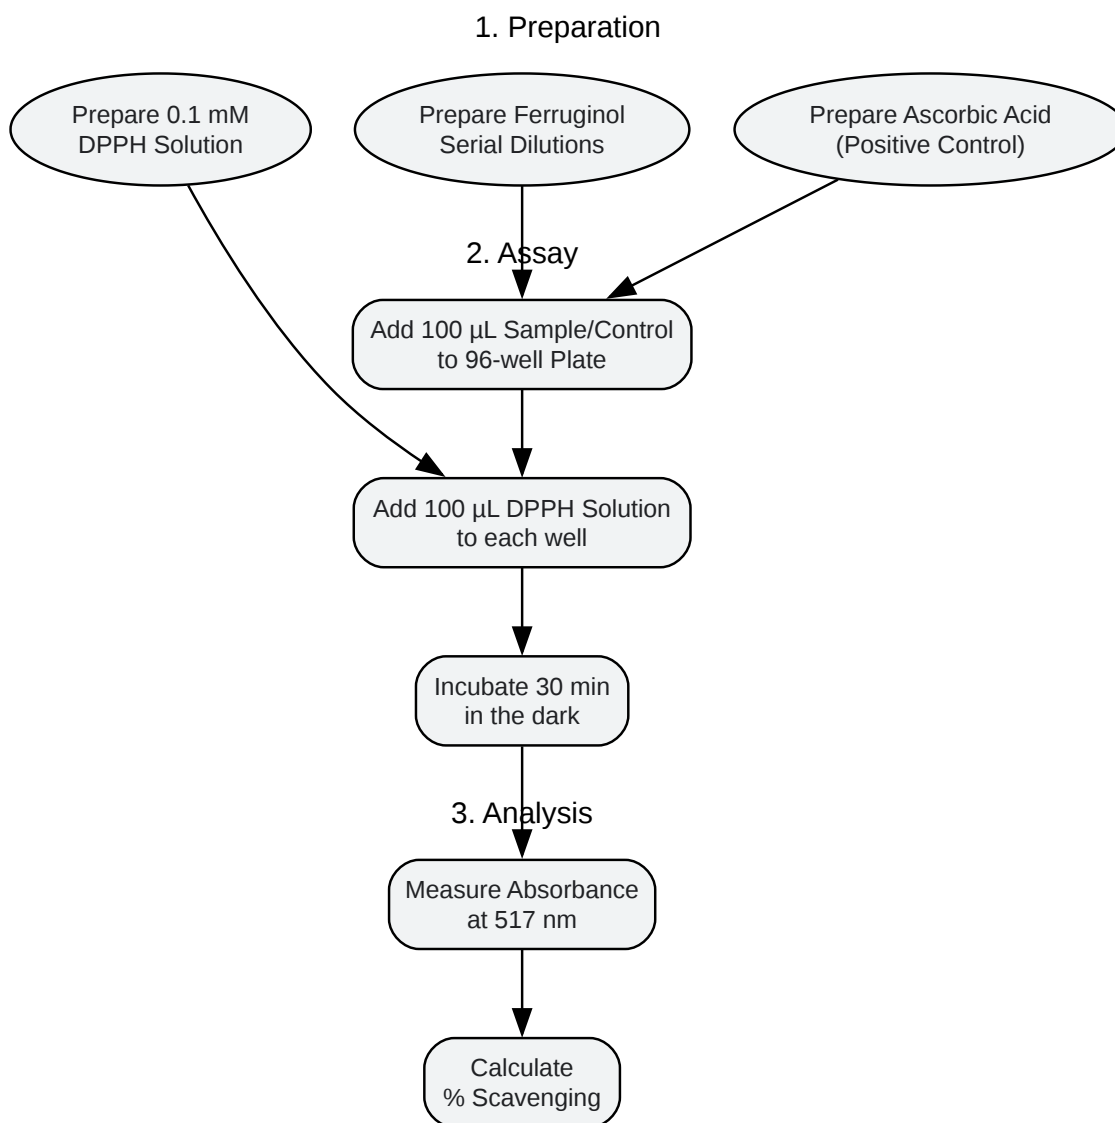 1. Preparation
Prepare 0.1 mM
DPPH Solution
Prepare Ferruginol
Serial Dilutions
Prepare Ascorbic Acid
(Positive Control)
2. Assay
Add 100 µL Sample/Control
to 96-well Plate
Add 100 µL DPPH Solution
to each well
Incubate 30 min
in the dark
3. Analysis
Measure Absorbance
at 517 nm
Calculate
% Scavenging